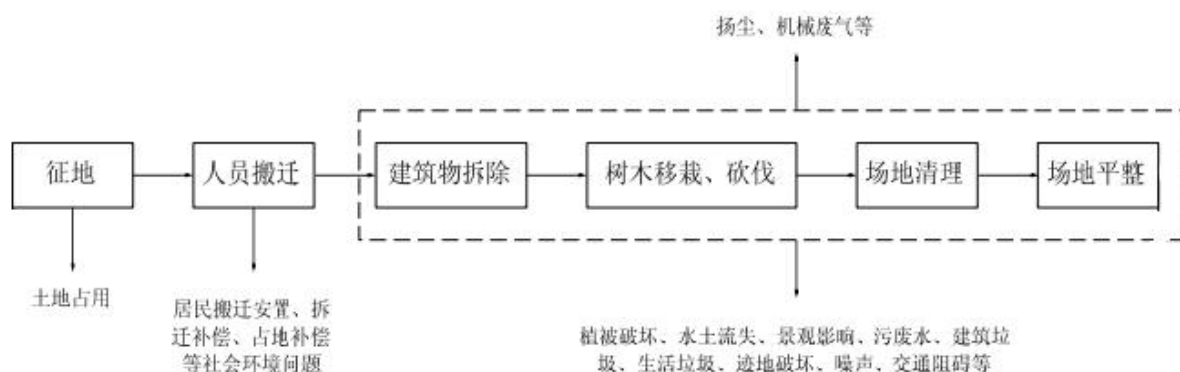 扬尘、机械废气等
征地
人员搬迁
建筑物拆除
树木移栽、砍伐
场地清理
场地平整
土地占用
居民搬迁安置、拆
迁补偿、占地补偿
等社会环境问题
植被破坏、水土流失、景观影响、污废水、建筑垃
圾、生活垃圾、迹地破坏、噪声、交通阻碍等